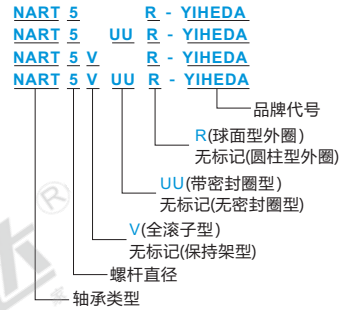 NART 5 R - YIHEDA
NART 5 UU R - YIHEDA
NART 5 V R - YIHEDA
NART 5 V UU R - YIHEDA
品牌代号
R(球面型外圈)
无标记(圆柱型外圈)
UU(带密封圈型)
无标记(无密封圈型)
V(全滚子型)
无标记(保持架型)
螺杆直径
轴承类型